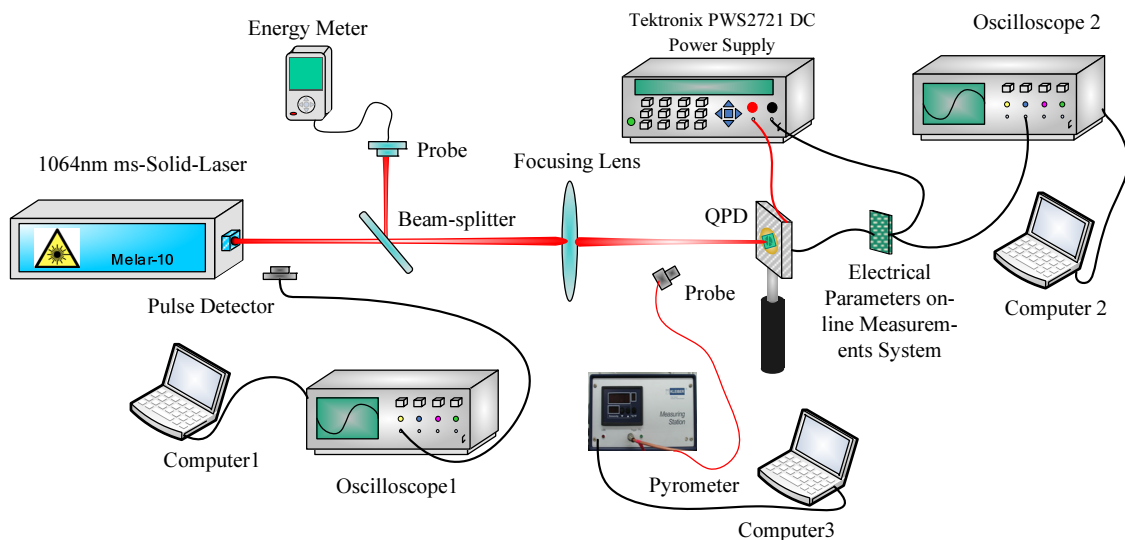 Energy Meter
Tektronix PWS2721 DC
Power Supply
Oscilloscope 2
1064nm ms-Solid-Laser
Probe
Focusing Lens
Beam-splitter
QPD
Melar-10
Pulse Detector
Probe
Electrical
Parameters on-
line Measurem-
ents System
Computer 2
Measuring
Station
Computer1
Oscilloscope1
Pyrometer
Computer3